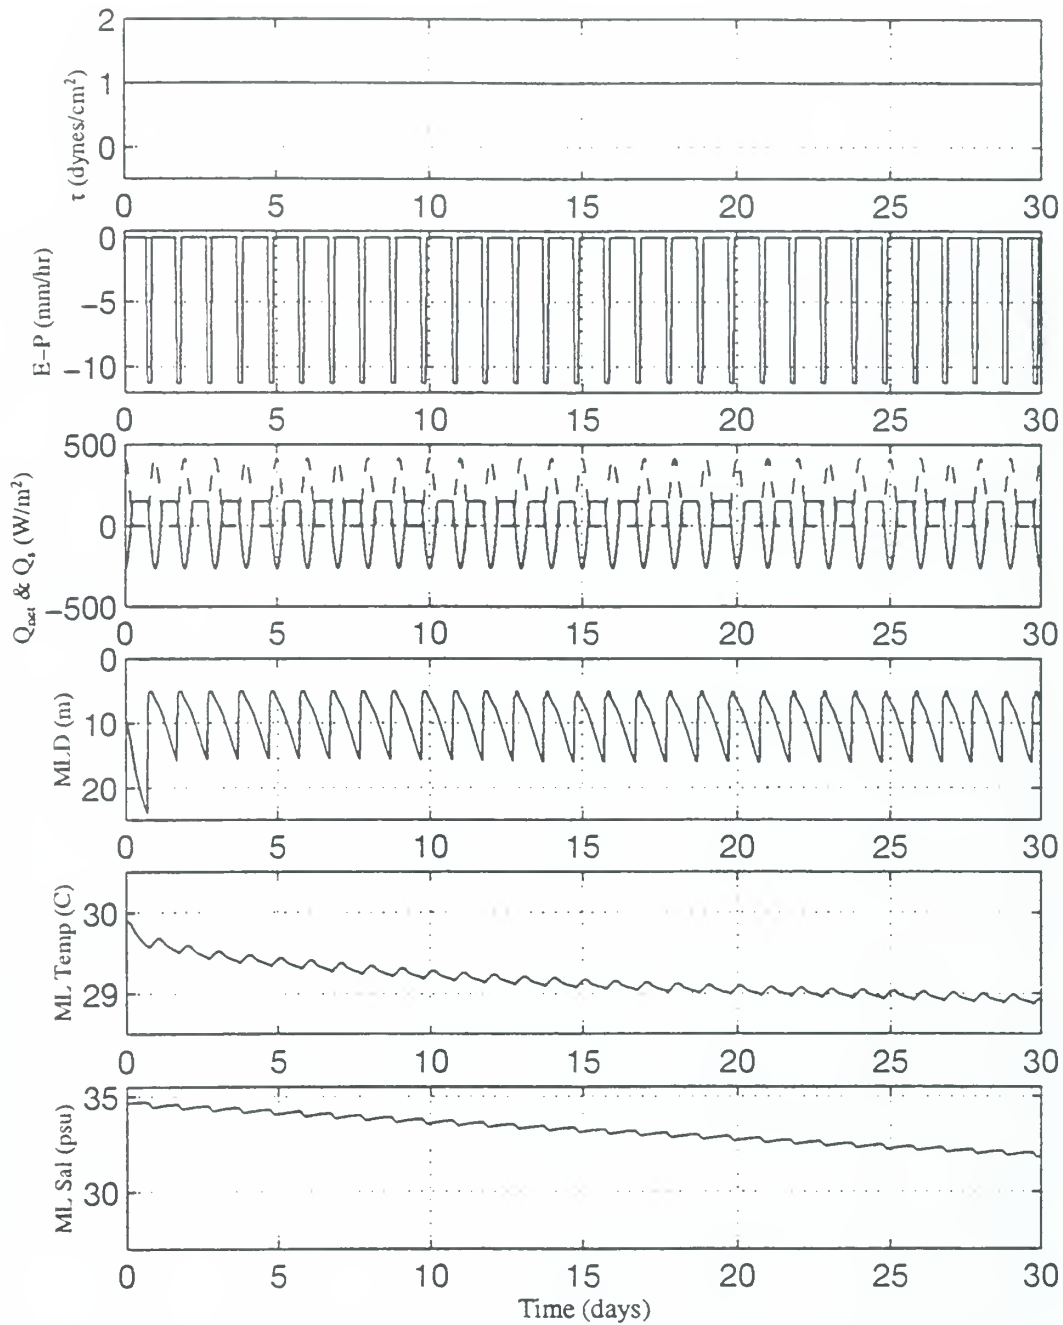 τ (dynes/cm²)
2
1
0
0 5 10 15 20 25 30
E-P (mm/hr)
0
-5
-10
0 5 10 15 20 25 30
Qnet & Qs (W/m²)
500
0
-500
0 5 10 15 20 25 30
MLD (m)
0
10
20
0 5 10 15 20 25 30
ML Temp (C)
30
29
0 5 10 15 20 25 30
ML Sal (psu)
35
30
0 5 10 15 20 25 30
Time (days)